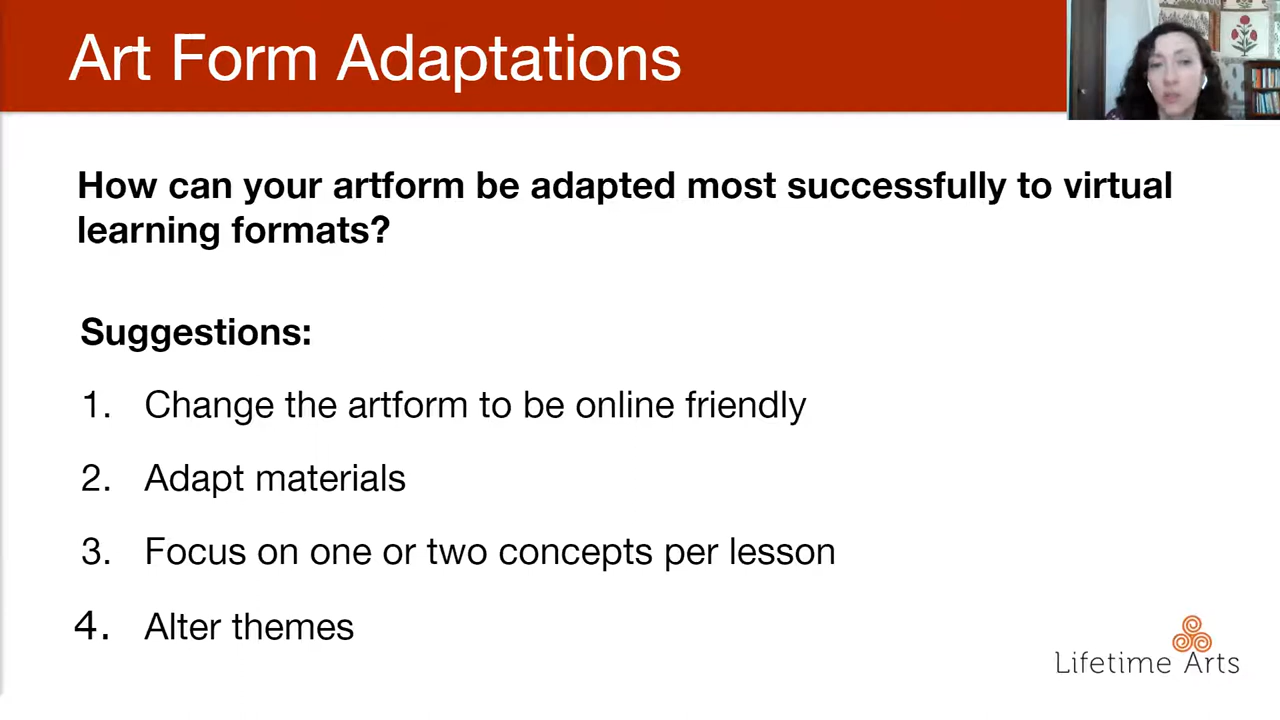 Art Form Adaptations
How can your artform be adapted most successfully to virtual
learning formats?
Suggestions:
1. Change the artform to be online friendly
2. Adapt materials
3. Focus on one or two concepts per lesson
4. Alter themes
Lifetime Arts